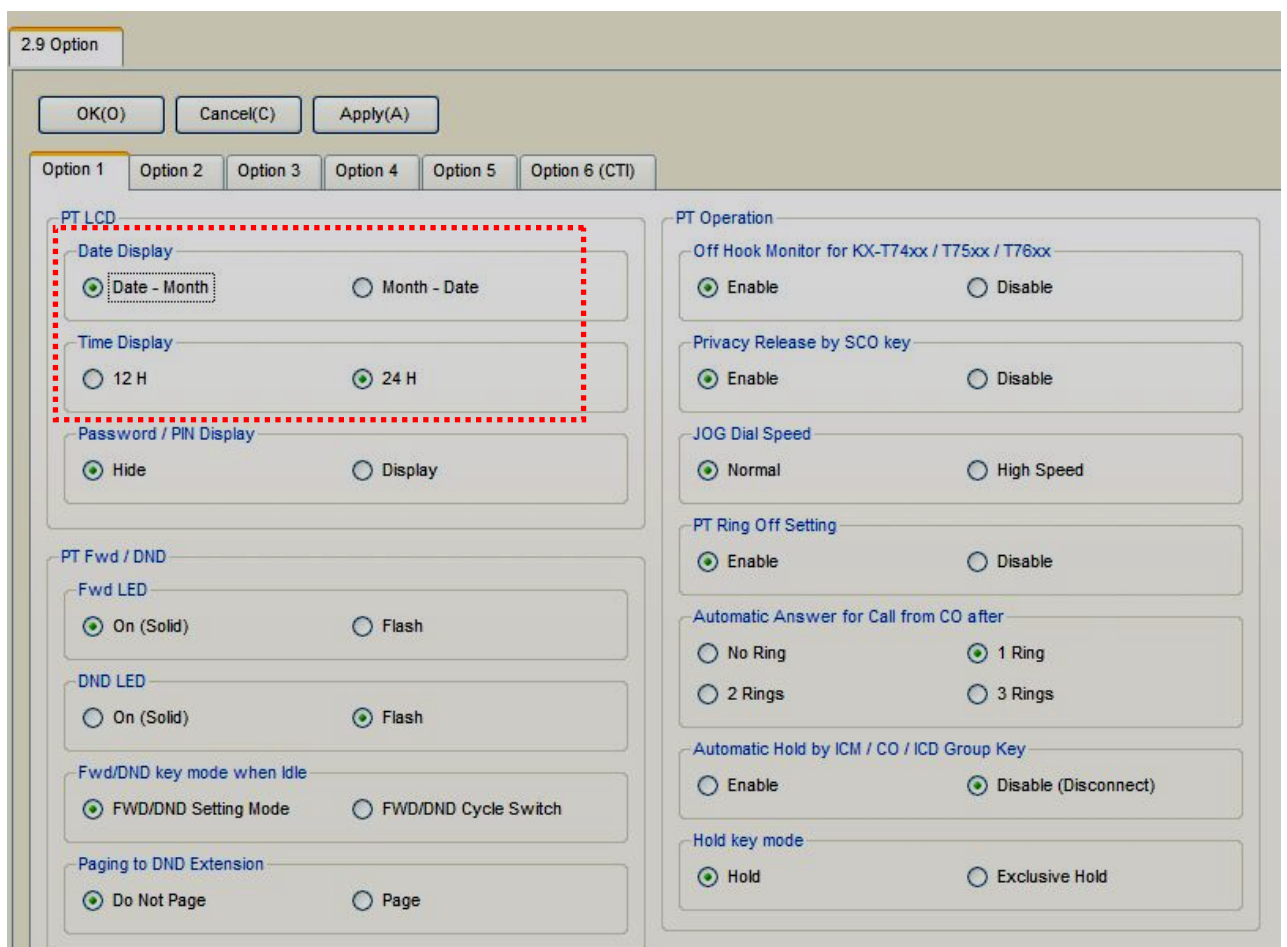 2.9 Option
OK(O) Cancel(C) Apply(A)
Option 1 Option 2 Option 3 Option 4 Option 5 Option 6 (CTI)
PT LCD
Date Display
Date - Month Month - Date
Time Display
12 H 24 H
Password / PIN Display
Hide Display
PT Fwd / DND
Fwd LED
On (Solid) Flash
DND LED
On (Solid) Flash
Fwd/DND key mode when Idle
FWD/DND Setting Mode FWD/DND Cycle Switch
Paging to DND Extension
Do Not Page Page
PT Operation
Off Hook Monitor for KX-T74xx / T75xx / T76xx
Enable Disable
Privacy Release by SCO key
Enable Disable
JOG Dial Speed
Normal High Speed
PT Ring Off Setting
Enable Disable
Automatic Answer for Call from CO after
No Ring 1 Ring
2 Rings 3 Rings
Automatic Hold by ICM / CO / ICD Group Key
Enable Disable (Disconnect)
Hold key mode
Hold Exclusive Hold